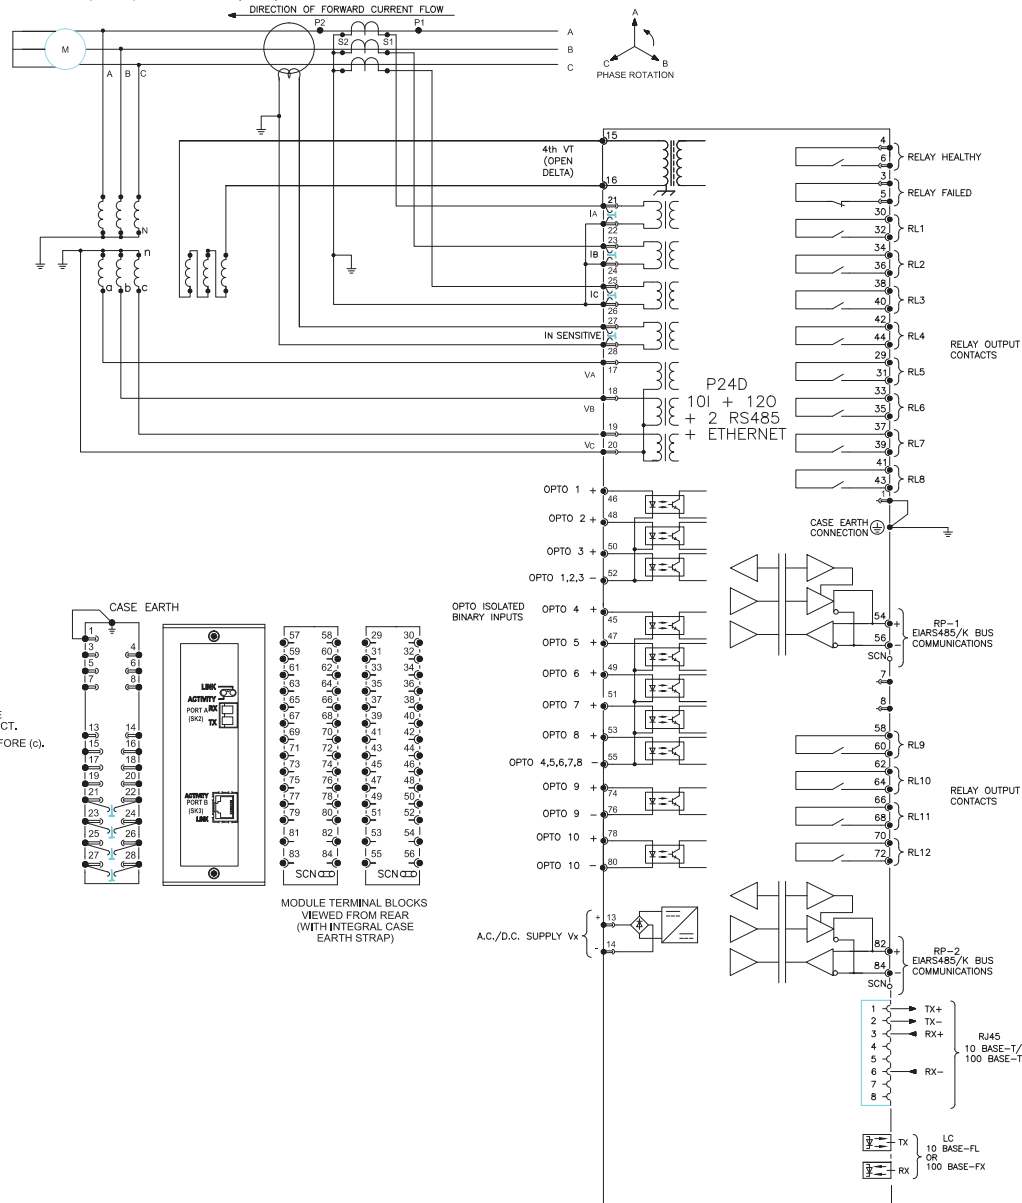 DIRECTION OF FORWARD CURRENT FLOW
P2 P1
S2 S1
M
A
B
C
A B C
A
C B
PHASE ROTATION
N
n
a b c
4th VT
(OPEN
DELTA)
15
16
21
IA
22
23
IB
24
25
IC
26
27
IN SENSITIVE
28
17
VA
18
VB
19
VC 20
P24D
10I + 12O
+ 2 RS485
+ ETHERNET
4
6 RELAY HEALTHY
3
5 RELAY FAILED
30
32 RL1
34
36 RL2
38
40 RL3
42
44 RL4
29
31 RL5
33
35 RL6
37
39 RL7
41
43 RL8
RELAY OUTPUT
CONTACTS
1
CASE EARTH
CONNECTION
OPTO 1 +
46
OPTO 2 + 48
OPTO 3 + 50
OPTO 1,2,3 - 52
OPTO ISOLATED
BINARY INPUTS
OPTO 4 +
45
OPTO 5 + 47
OPTO 6 + 49
51
OPTO 7 +
OPTO 8 + 53
OPTO 4,5,6,7,8 - 55
OPTO 9 + 74
OPTO 9 - 76
OPTO 10 + 78
OPTO 10 - 80
A.C./D.C. SUPPLY Vx
+ 13
- 14
54 +
56 -
SCN
RP-1
EIARS485/K BUS
COMMUNICATIONS
7
8
58
60 RL9
62
64 RL10
66
68 RL11
70
72 RL12
RELAY OUTPUT
CONTACTS
82 +
84 -
SCN
RP-2
EIARS485/K BUS
COMMUNICATIONS
1 TX+
2 TX-
3 RX+
4
5
6 RX-
7
8
RJ45
10 BASE-T/
100 BASE-T
TX
RX
LC
10 BASE-FL
OR
100 BASE-FX
CASE EARTH
1
3 4
5 6
7 8
13 14
15 16
17 18
19 20
21 22
23 24
25 26
27 28
CT.
FORE (c).
LINK
ACTIVITY
PORT A RX
(SK2)
TX
ACTIVITY
PORT B
(SK3)
LINK
57 58
59 60
61 62
63 64
65 66
67 68
69 70
71 72
73 74
75 76
77 78
79 80
81 82
83 84
SCN
29 30
31 32
33 34
35 36
37 38
39 40
41 42
43 44
45 46
47 48
49 50
51 52
53 54
55 56
SCN
MODULE TERMINAL BLOCKS
VIEWED FROM REAR
(WITH INTEGRAL CASE
EARTH STRAP)